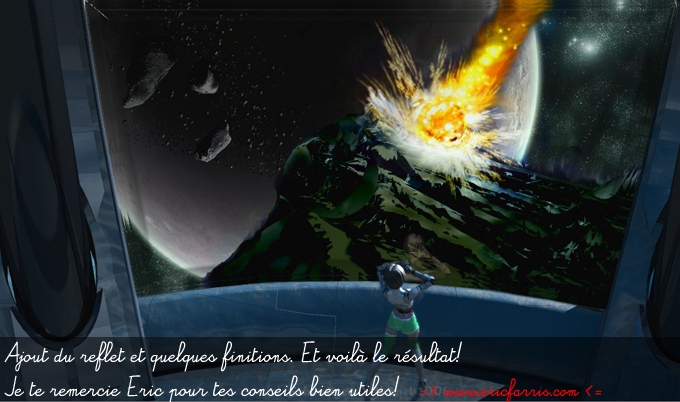 Ajout du reflet et quelques finitions. Et voilà le résultat!
Je te remercie Eric pour tes conseils bien utiles! => www.ericfarris.com <=